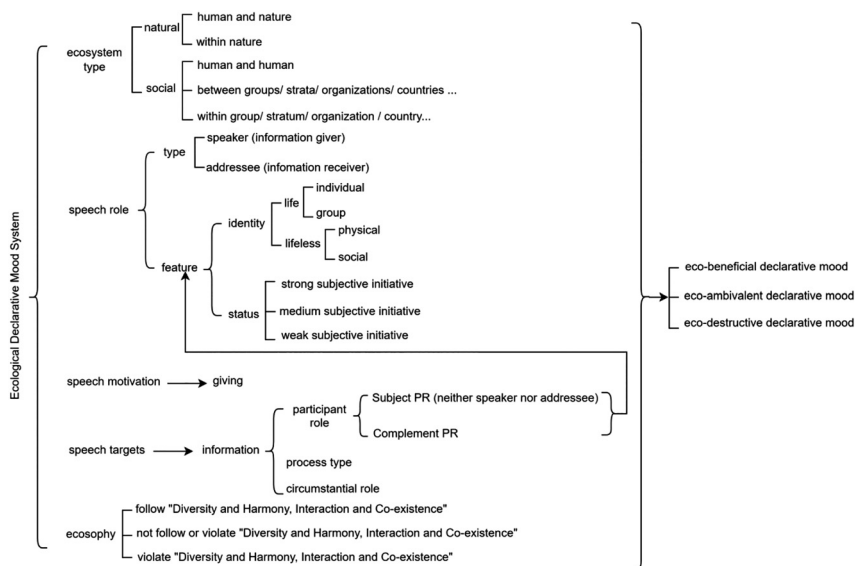 Ecological Declarative Mood System
ecosystem
type
natural
human and nature
within nature
social
human and human
between groups/ strata/ organizations/ countries ...
within group/ stratum/ organization / country...
speech role
type
speaker (information giver)
addressee (infomation receiver)
feature
identity
life
individual
group
lifeless
physical
social
status
strong subjective initiative
medium subjective initiative
weak subjective initiative
speech motivation
giving
speech targets
information
participant
role
Subject PR (neither speaker nor addressee)
Complement PR
process type
circumstantial role
ecosophy
follow "Diversity and Harmony, Interaction and Co-existence"
not follow or violate "Diversity and Harmony, Interaction and Co-existence"
violate "Diversity and Harmony, Interaction and Co-existence"
eco-beneficial declarative mood
eco-ambivalent declarative mood
eco-destructive declarative mood